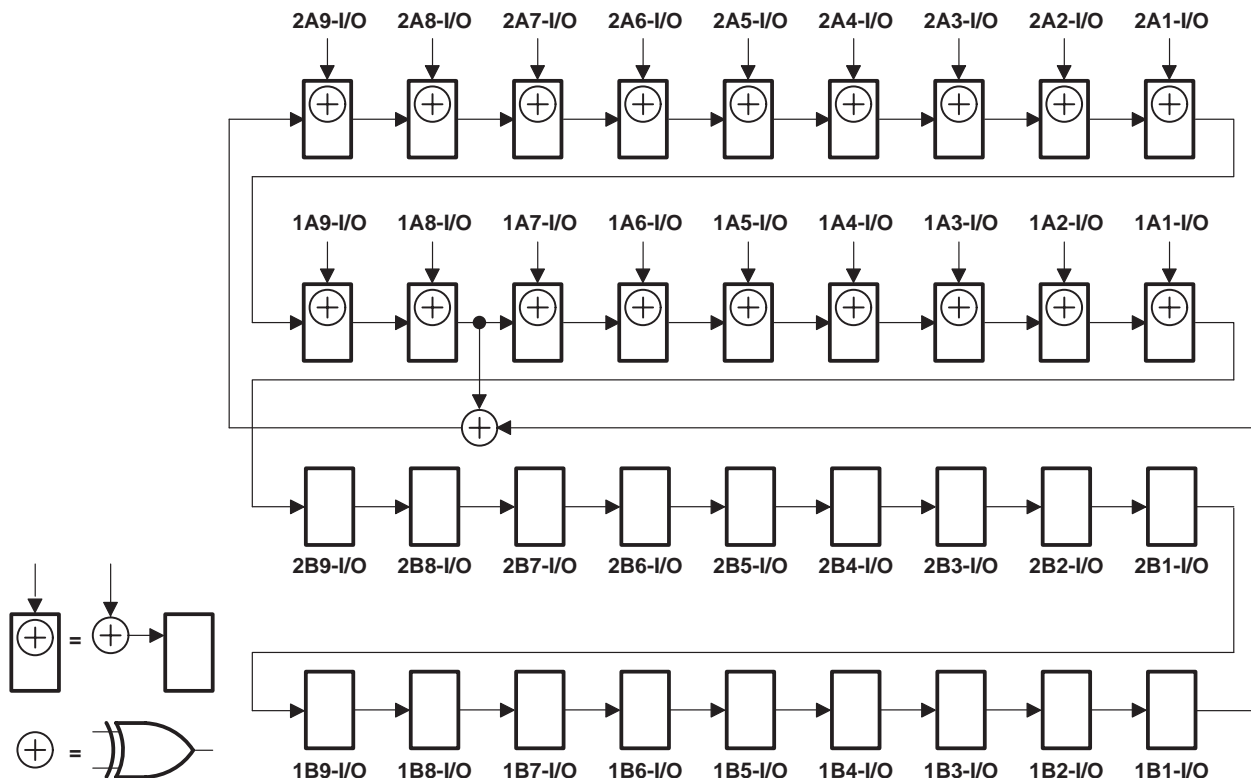 2A9-I/O 2A8-I/O 2A7-I/O 2A6-I/O 2A5-I/O 2A4-I/O 2A3-I/O 2A2-I/O 2A1-I/O
1A9-I/O 1A8-I/O 1A7-I/O 1A6-I/O 1A5-I/O 1A4-I/O 1A3-I/O 1A2-I/O 1A1-I/O
2B9-I/O 2B8-I/O 2B7-I/O 2B6-I/O 2B5-I/O 2B4-I/O 2B3-I/O 2B2-I/O 2B1-I/O
=
=
1B9-I/O 1B8-I/O 1B7-I/O 1B6-I/O 1B5-I/O 1B4-I/O 1B3-I/O 1B2-I/O 1B1-I/O